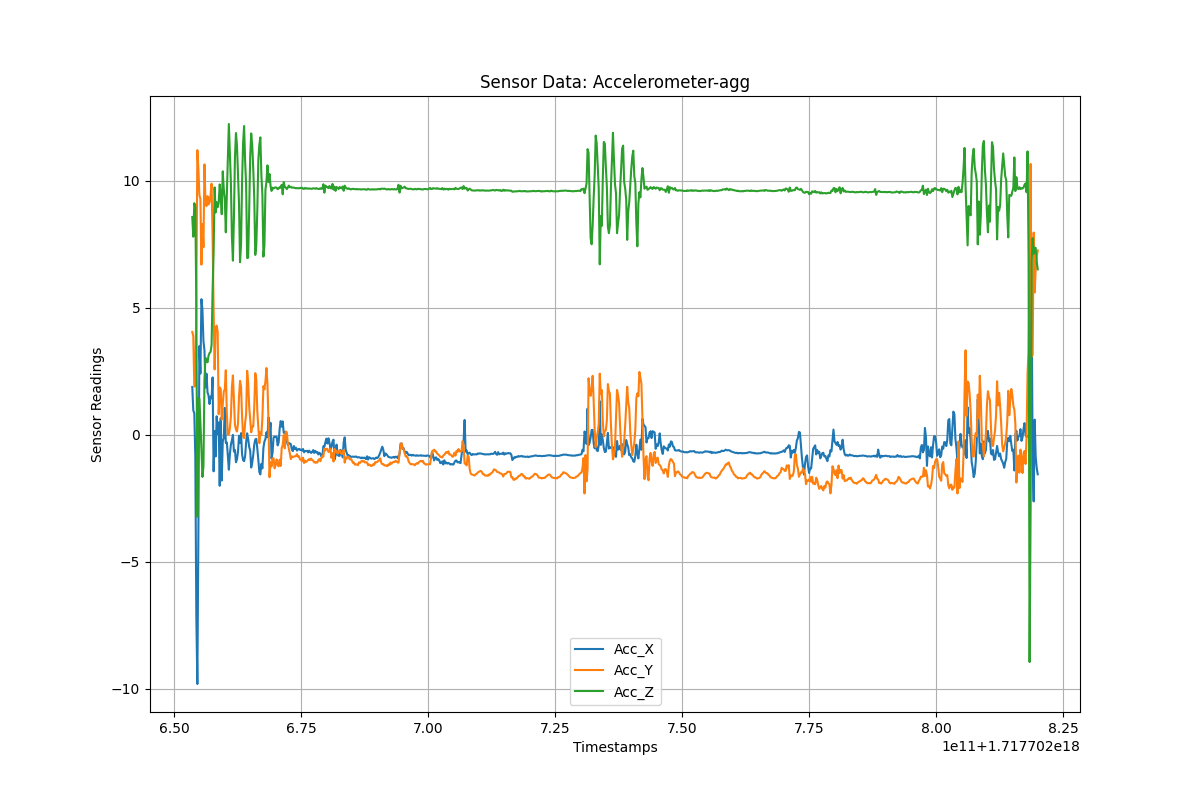 Sensor Data: Accelerometer-agg
10
5
0
−5
−10
Sensor Readings
Acc_X
Acc_Y
Acc_Z
6.50 6.75 7.00 7.25 7.50 7.75 8.00 8.25
Timestamps
1e11+1.717702e18